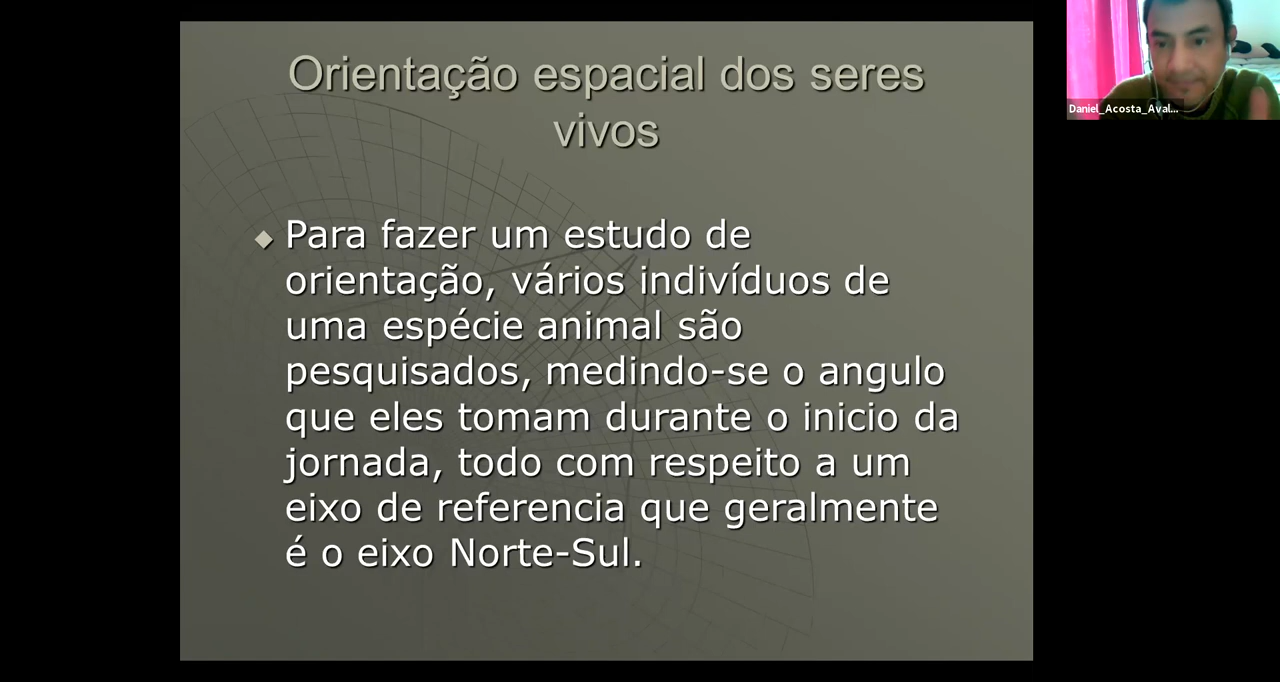 Orientação espacial dos seres
vivos
Para fazer um estudo de
orientação, vários indivíduos de
uma espécie animal são
pesquisados, medindo-se o angulo
que eles tomam durante o inicio da
jornada, todo com respeito a um
eixo de referencia que geralmente
é o eixo Norte-Sul.
Daniel_Acosta_Aval...